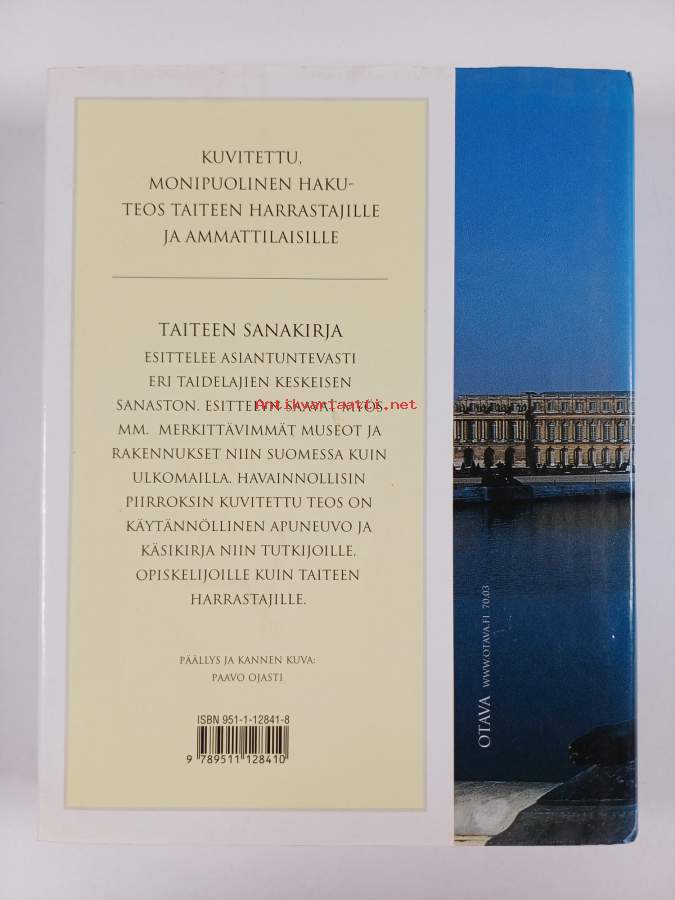 KUVITETTU,
MONIPUOLINEN HAKU-
TEOS TAITEEN HARRASTAJILLE
JA AMMATTILAISILLE
TAITEEN SANAKIRJA
ESITTELEE ASIANTUNTEVASTI
ERI TAIDELAJIEN KESKEISEN
SANASTON. ESITTELYN SAAVAT MYÖS
Antikvariaatti.net
MM. MERKITTÄVIMMÄT MUSEOT JA
RAKENNUKSET NIIN SUOMESSA KUIN
ULKOMAILLA. HAVAINNOLLISIN
PIIRROKSIN KUVITETTU TEOS ON
KÄYTÄNNÖLLINEN APUNEUVO JA
KÄSIKIRJA NIIN TUTKIJOILLE,
OPISKELIJOILLE KUIN TAITEEN
HARRASTAJILLE.
PÄÄLLYS JA KANNEN KUVA:
PAAVO OJASTI
ISBN 951-1-12841-8
9 789511 128410
OTAVA WWW.OTAVA.FI 70.03